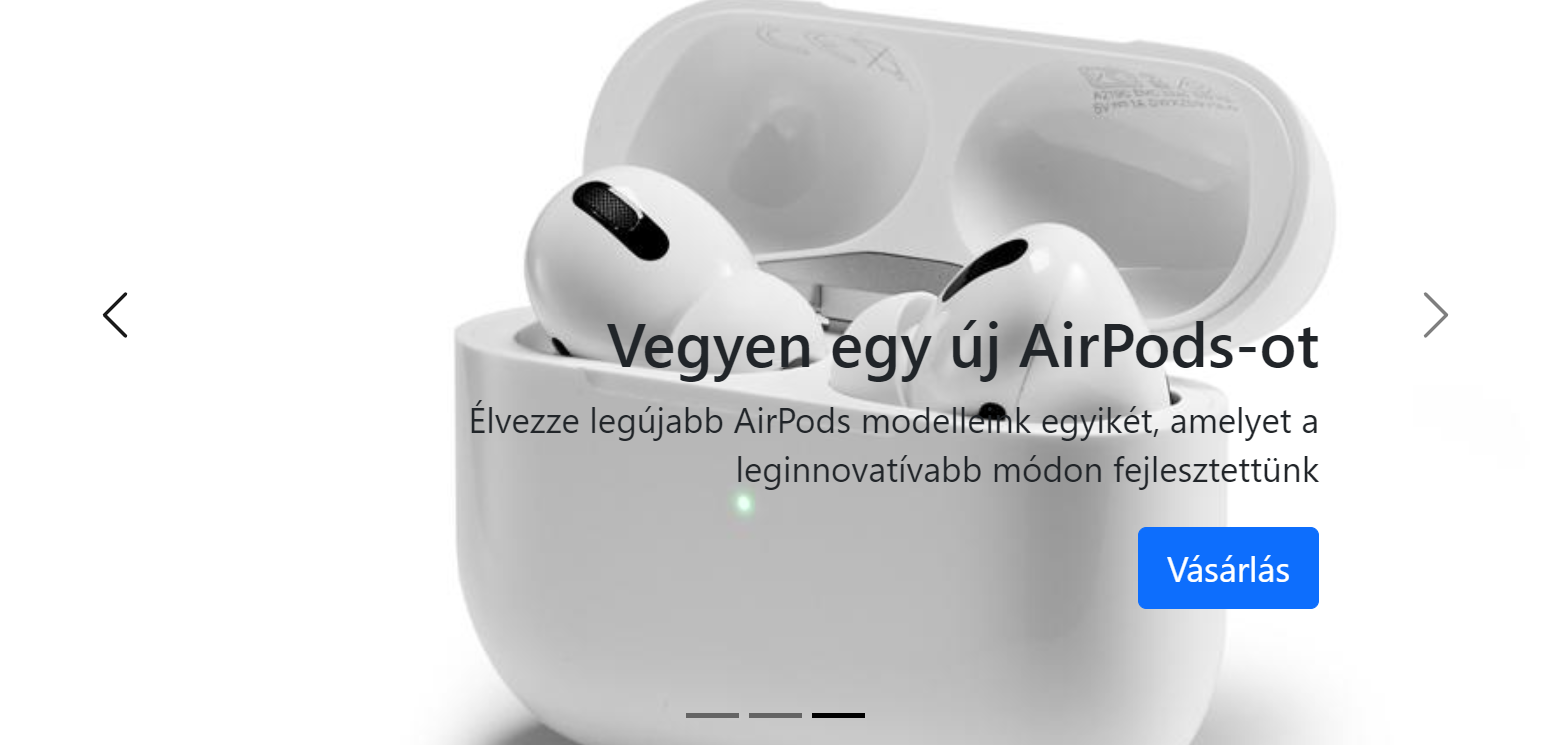 Vegyen egy új AirPods-ot
Élvezze legújabb AirPods modelleink egyikét, amelyet a
leginnovatívabb módon fejlesztettünk
Vásárlás